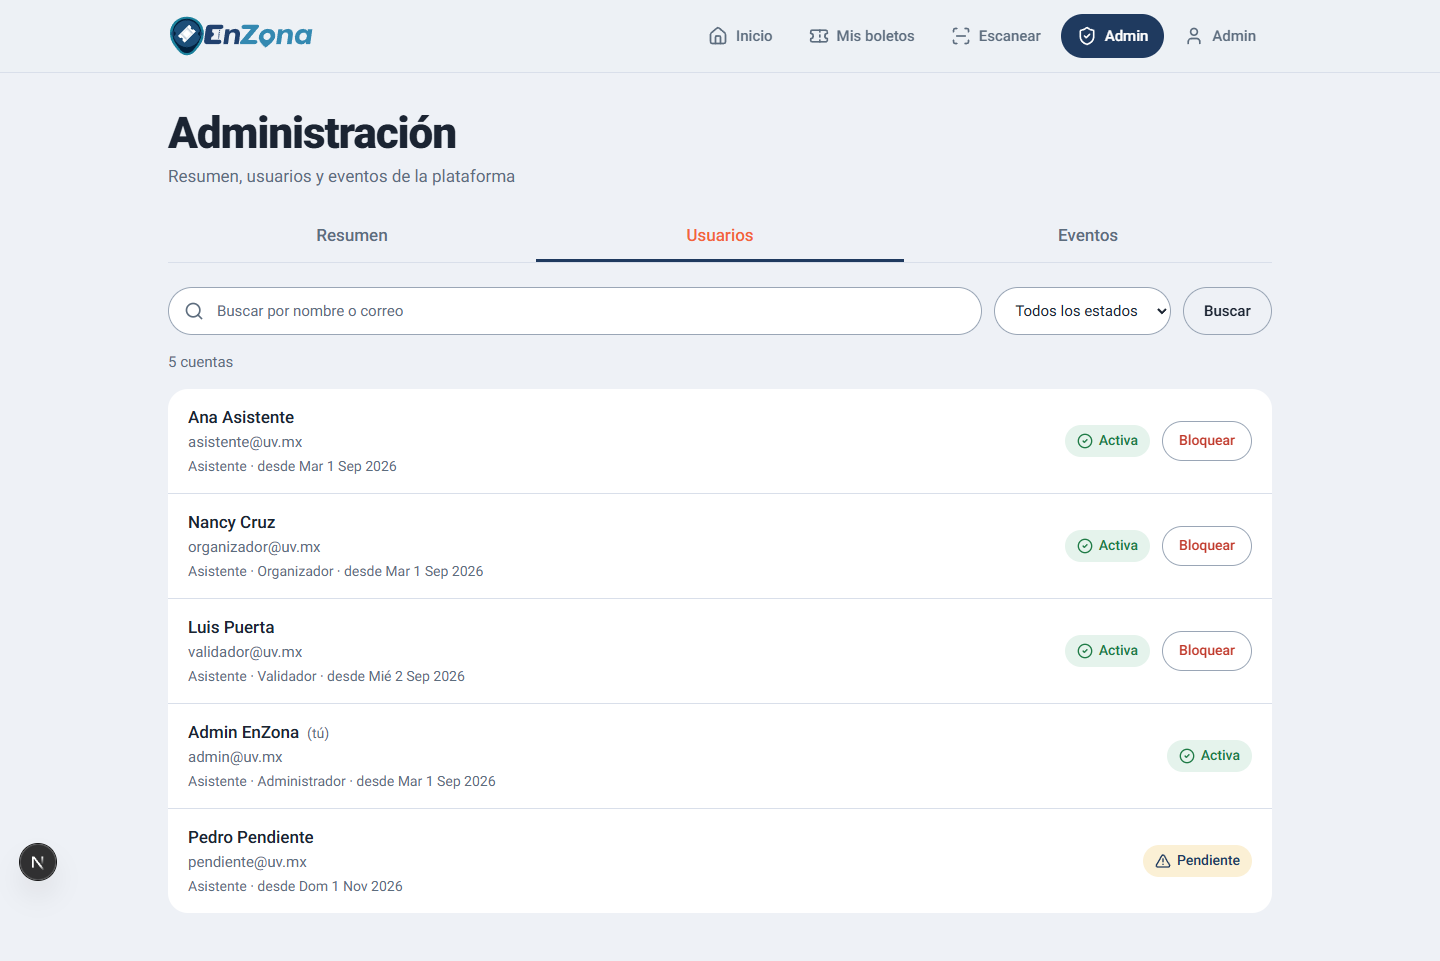 EnZona
Inicio
Mis boletos
Escanear
Admin
Admin
Administración
Resumen, usuarios y eventos de la plataforma
Resumen
Usuarios
Eventos
Buscar por nombre o correo
Todos los estados
Buscar
5 cuentas
Ana Asistente
asistente@uv.mx
Asistente · desde Mar 1 Sep 2026
Activa
Bloquear
Nancy Cruz
organizador@uv.mx
Asistente · Organizador · desde Mar 1 Sep 2026
Activa
Bloquear
Luis Puerta
validador@uv.mx
Asistente · Validador · desde Mié 2 Sep 2026
Activa
Bloquear
Admin EnZona (tú)
admin@uv.mx
Asistente · Administrador · desde Mar 1 Sep 2026
Activa
Pedro Pendiente
pendiente@uv.mx
Asistente · desde Dom 1 Nov 2026
Pendiente
N